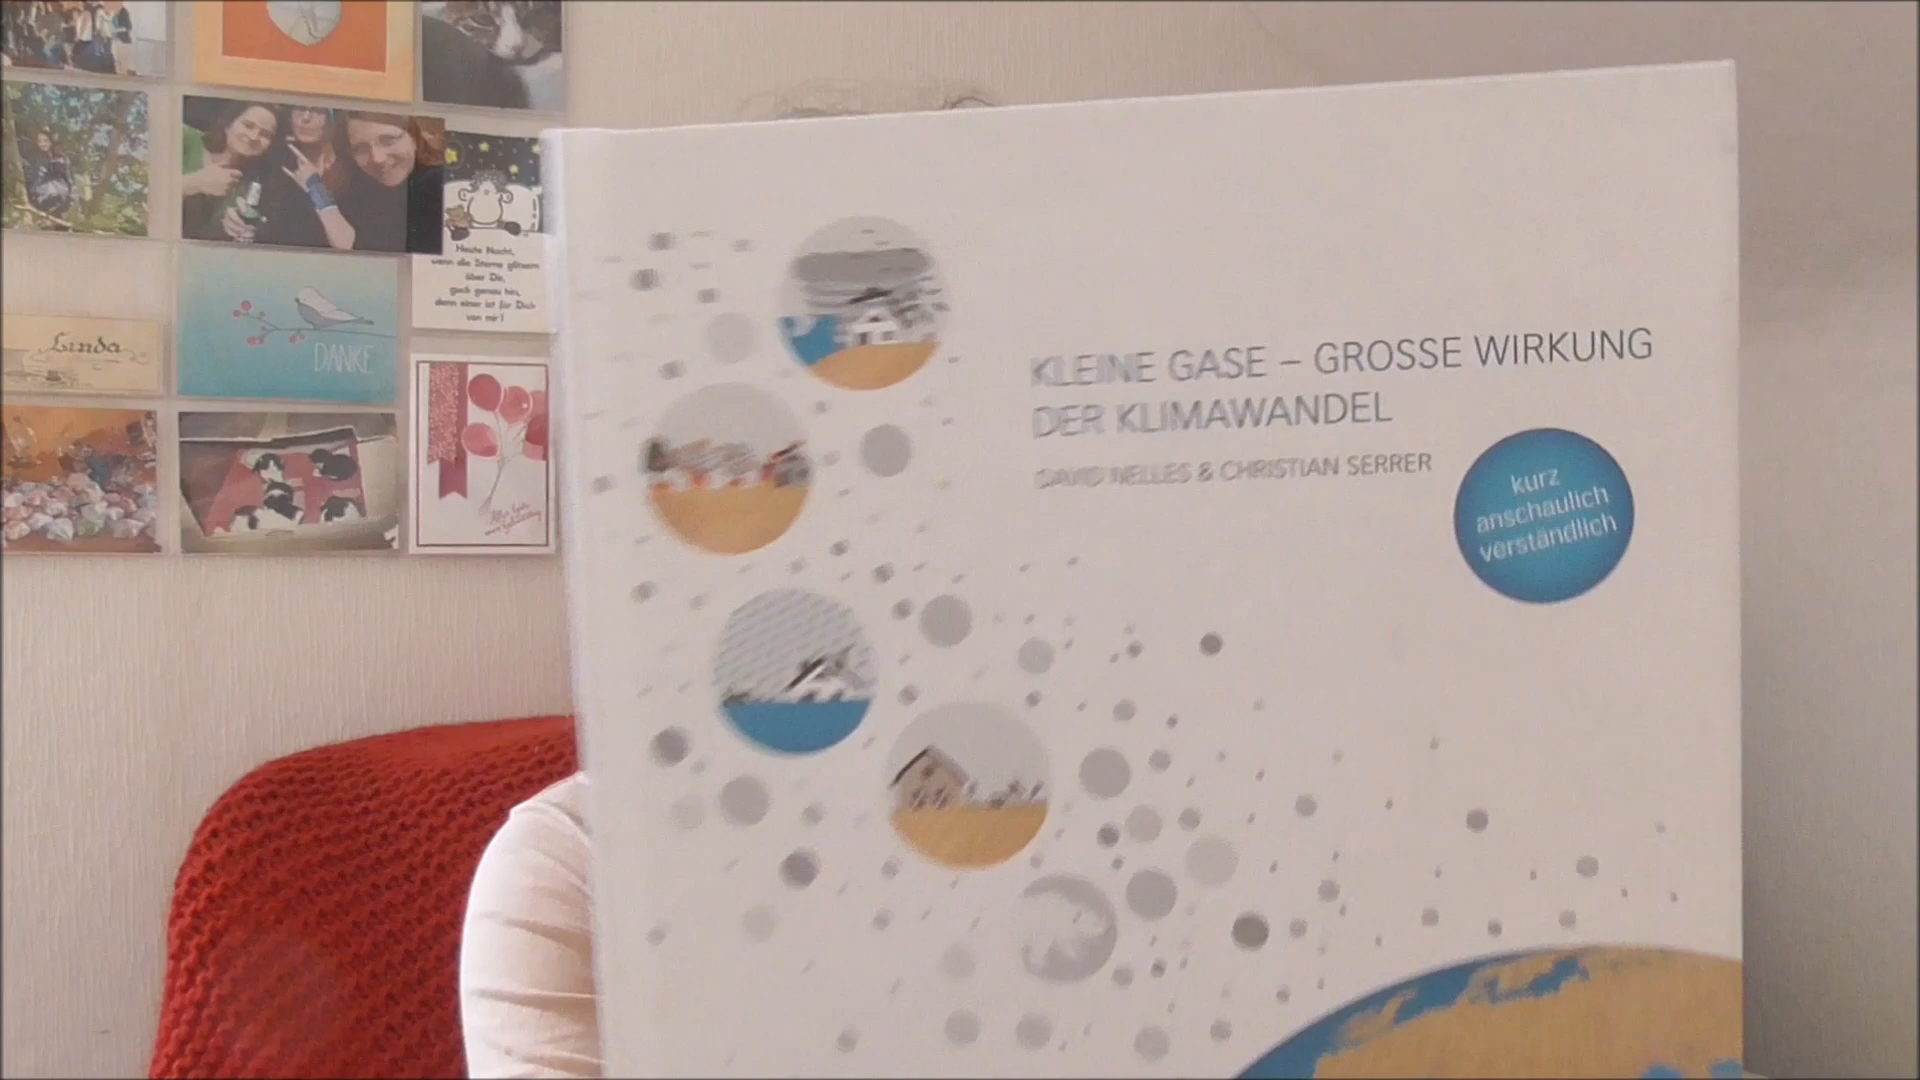 Heute Nacht,
wenn die Sterne glitzern
über Dir,
guck genau hin,
denn einer ist für Dich
von mir!
Linda
DANKE
KLEINE GASE – GROSSE WIRKUNG
DER KLIMAWANDEL
DAVID NELLES & CHRISTIAN SERRER
kurz
anschaulich
verständlich